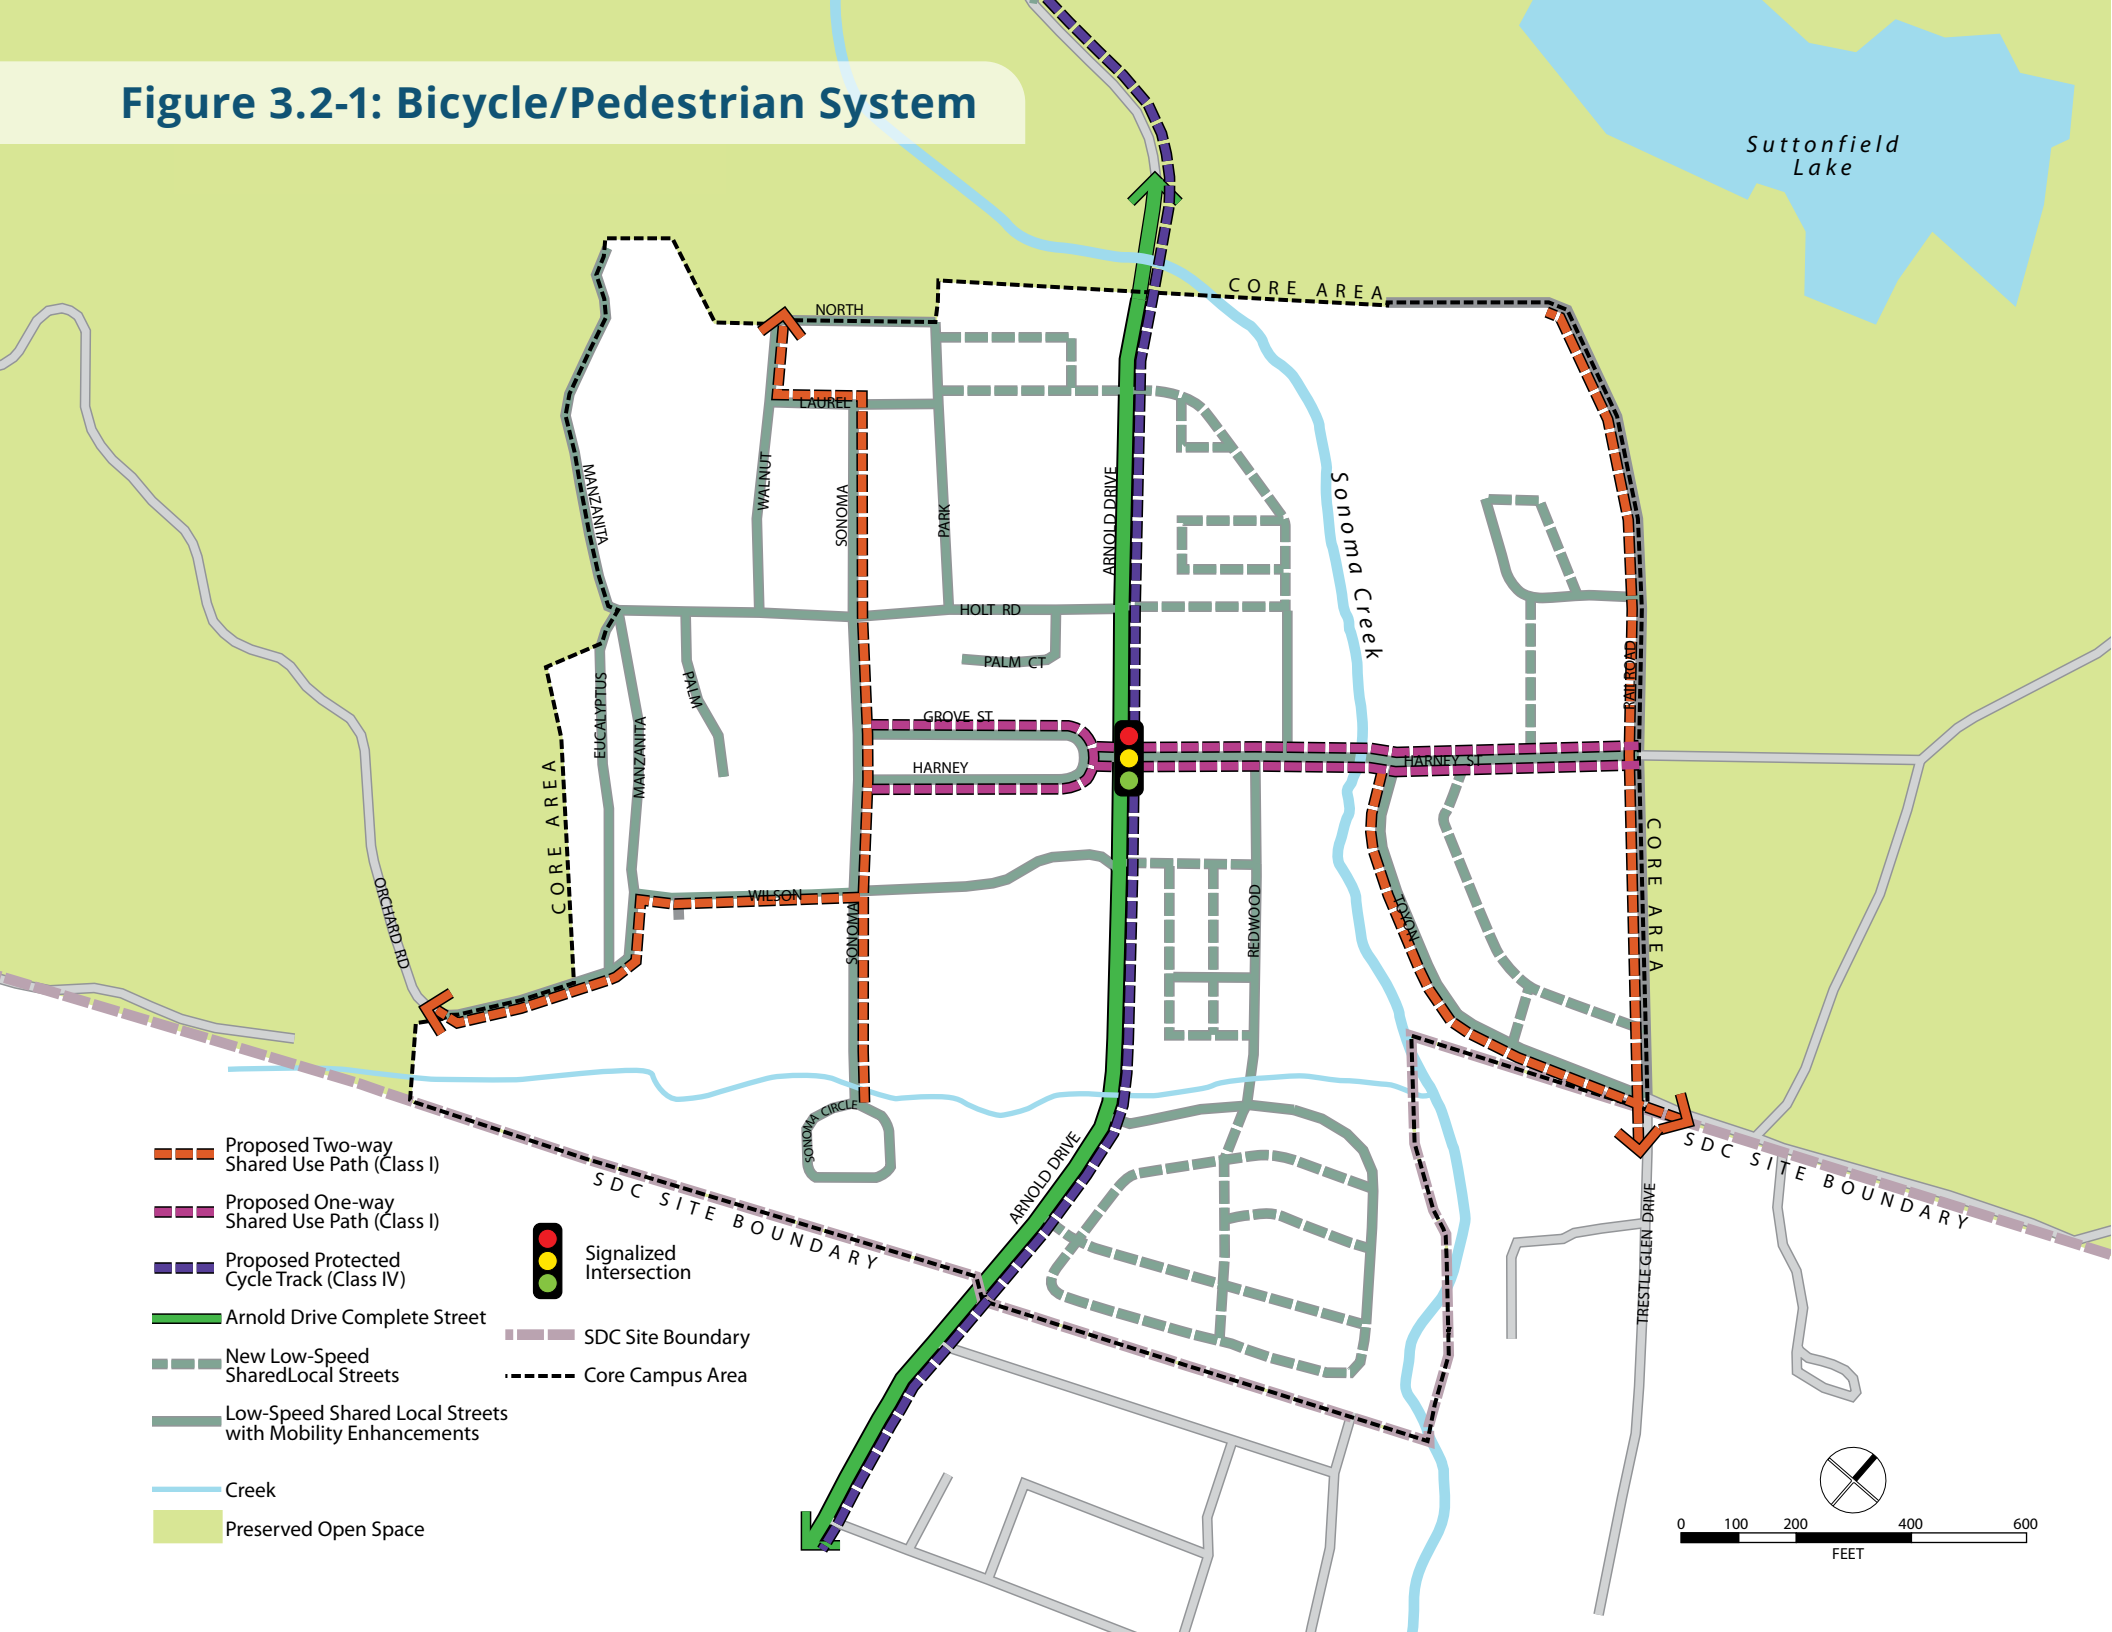 Figure 3.2-1: Bicycle/Pedestrian System
Suttonfield
Lake
CORE AREA
NORTH
LAUREL
MANZANITA
WALNUT
SONOMA
PARK
ARNOLD DRIVE
Sonoma Creek
HOLT RD
PALM CT
PALM
EUCALYPTUS
MANZANITA
RAILROAD
GROVE ST
HARNEY
HARNEY ST
CORE AREA
CORE AREA
ORCHARD RD
WILSON
SONOMA
REDWOOD
TOYON
SONOMA CIRCLE
ARNOLD DRIVE
SDC SITE BOUNDARY
SDC SITE BOUNDARY
TRESTLE GLEN DRIVE
Proposed Two-way
Shared Use Path (Class I)
Proposed One-way
Shared Use Path (Class I)
Proposed Protected
Cycle Track (Class IV)
Arnold Drive Complete Street
New Low-Speed
SharedLocal Streets
Low-Speed Shared Local Streets
with Mobility Enhancements
Creek
Preserved Open Space
Signalized
Intersection
SDC Site Boundary
Core Campus Area
0 100 200 400 600
FEET